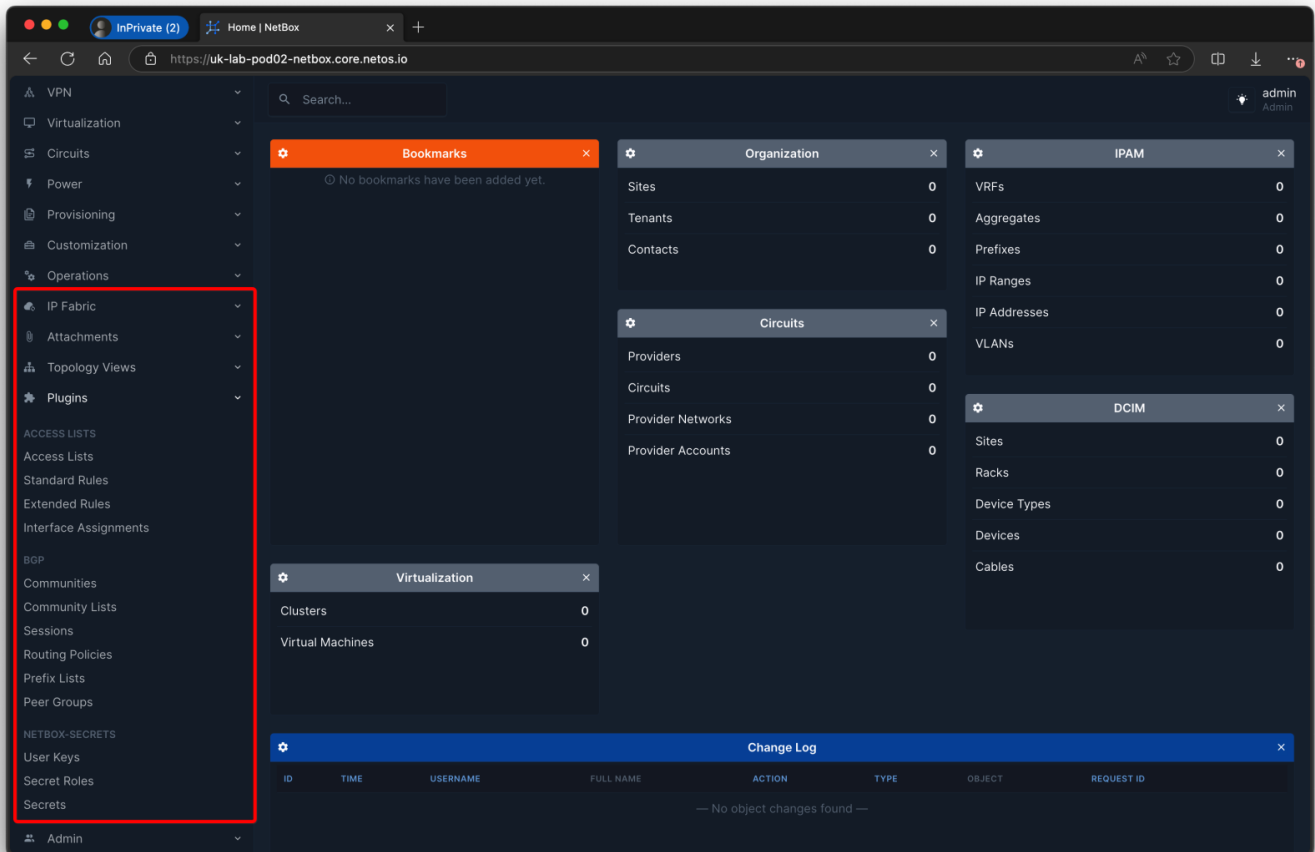 InPrivate (2)
Home | NetBox
https://uk-lab-pod02-netbox.core.netos.io
VPN
Virtualization
Circuits
Power
Provisioning
Customization
Operations
IP Fabric
Attachments
Topology Views
Plugins
ACCESS LISTS
Access Lists
Standard Rules
Extended Rules
Interface Assignments
BGP
Communities
Community Lists
Sessions
Routing Policies
Prefix Lists
Peer Groups
NETBOX-SECRETS
User Keys
Secret Roles
Secrets
Admin
Search...
admin
Admin
Bookmarks
No bookmarks have been added yet.
Organization
Sites 0
Tenants 0
Contacts 0
IPAM
VRFs 0
Aggregates 0
Prefixes 0
IP Ranges 0
IP Addresses 0
VLANs 0
Circuits
Providers 0
Circuits 0
Provider Networks 0
Provider Accounts 0
DCIM
Sites 0
Racks 0
Device Types 0
Devices 0
Cables 0
Virtualization
Clusters 0
Virtual Machines 0
Change Log
ID TIME USERNAME FULL NAME ACTION TYPE OBJECT REQUEST ID
— No object changes found —